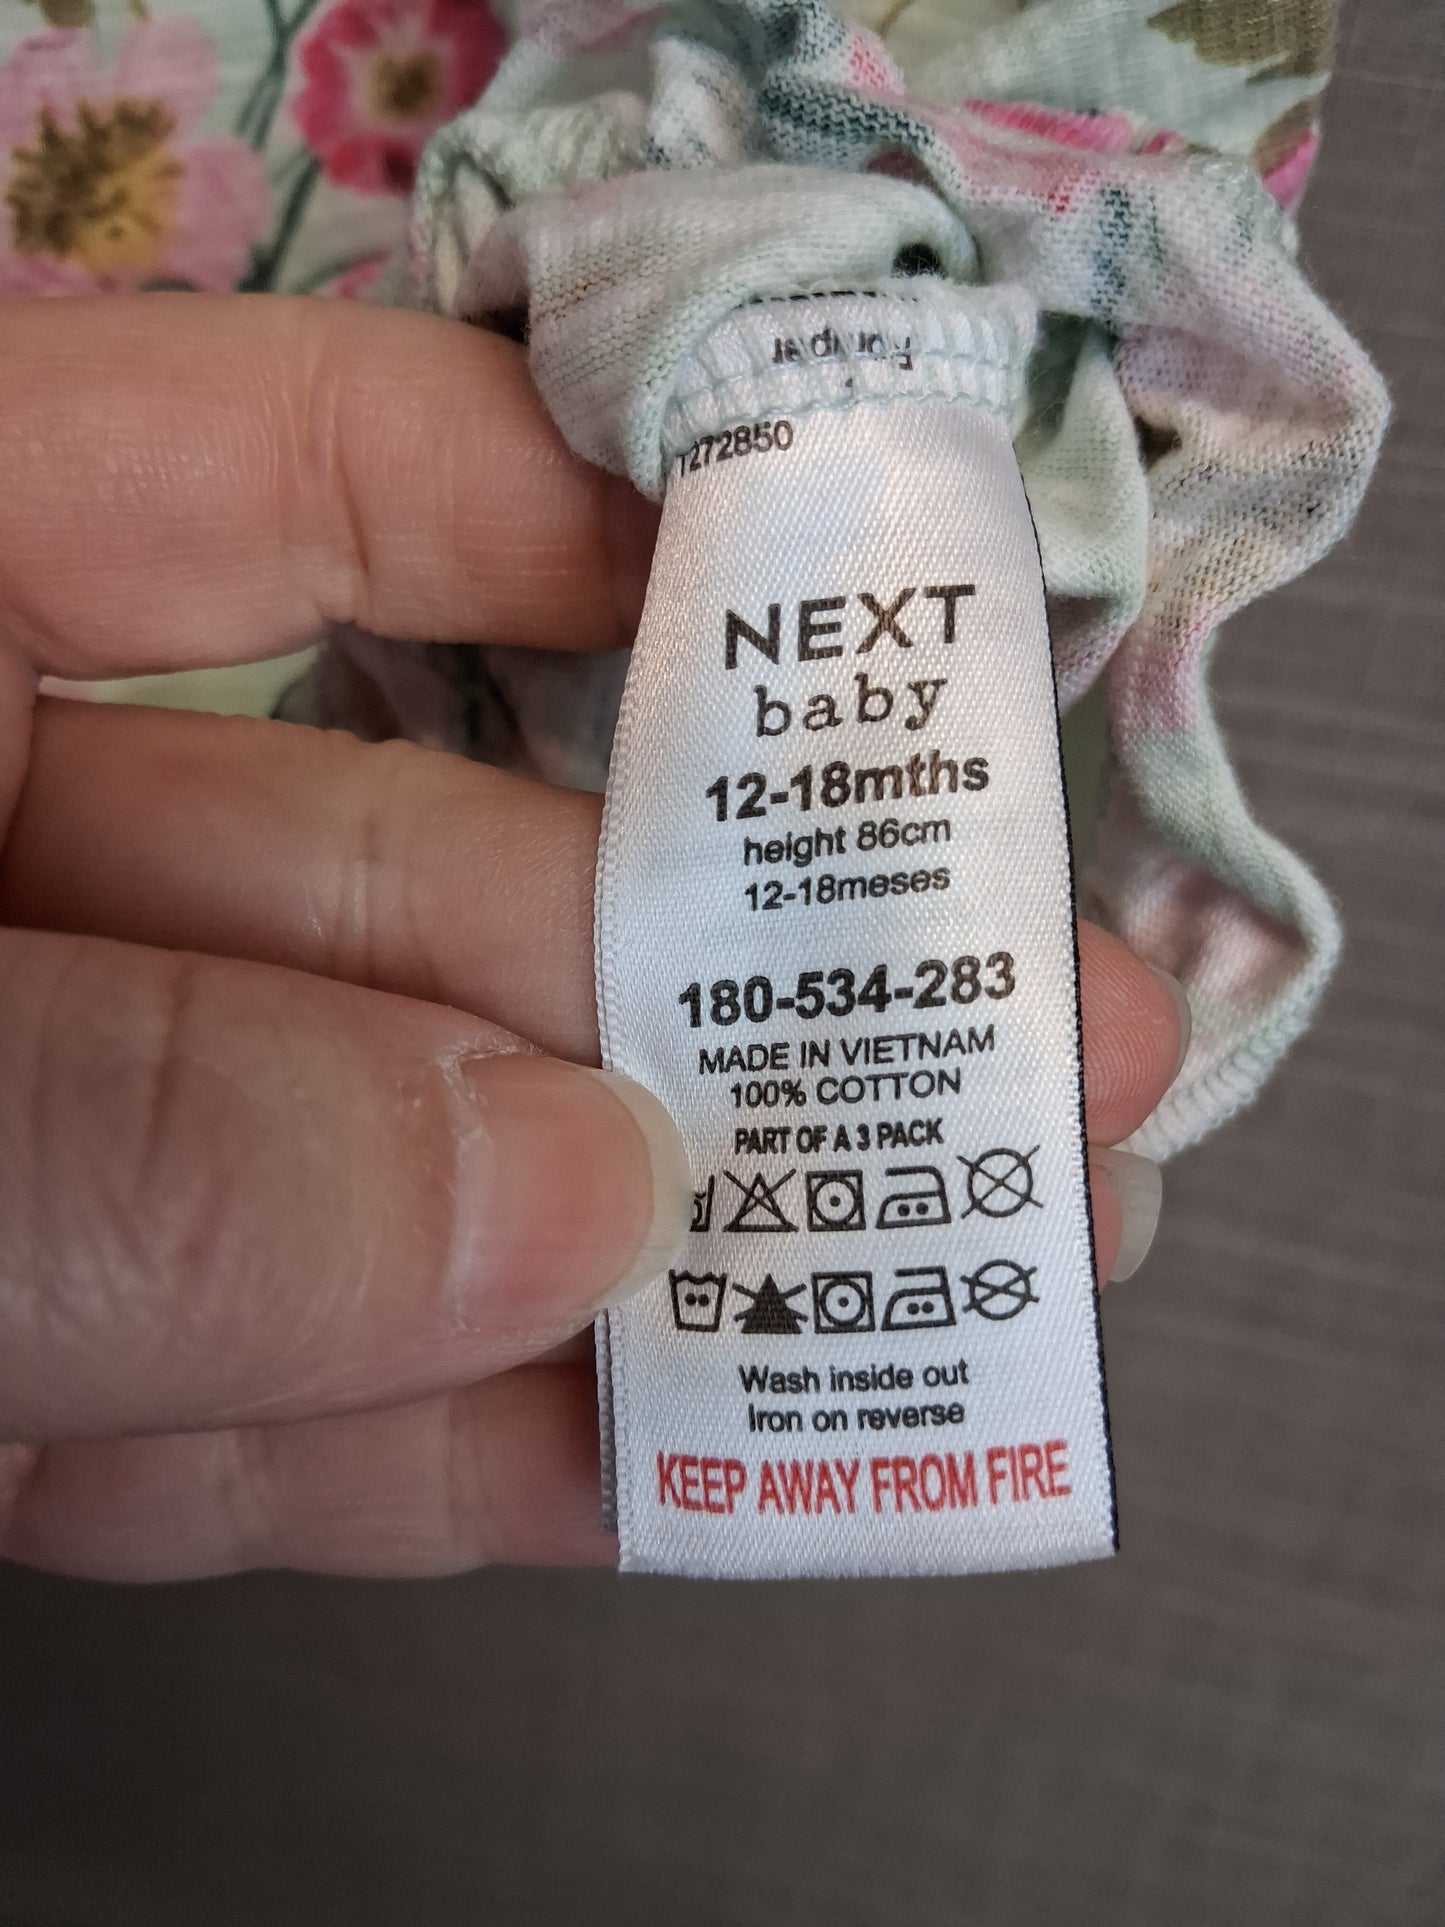 272850
NEXT
baby
12-18mths
height 86cm
12-18meses
180-534-283
MADE IN VIETNAM
100% COTTON
PART OF A 3 PACK
Wash inside out
Iron on reverse
KEEP AWAY FROM FIRE